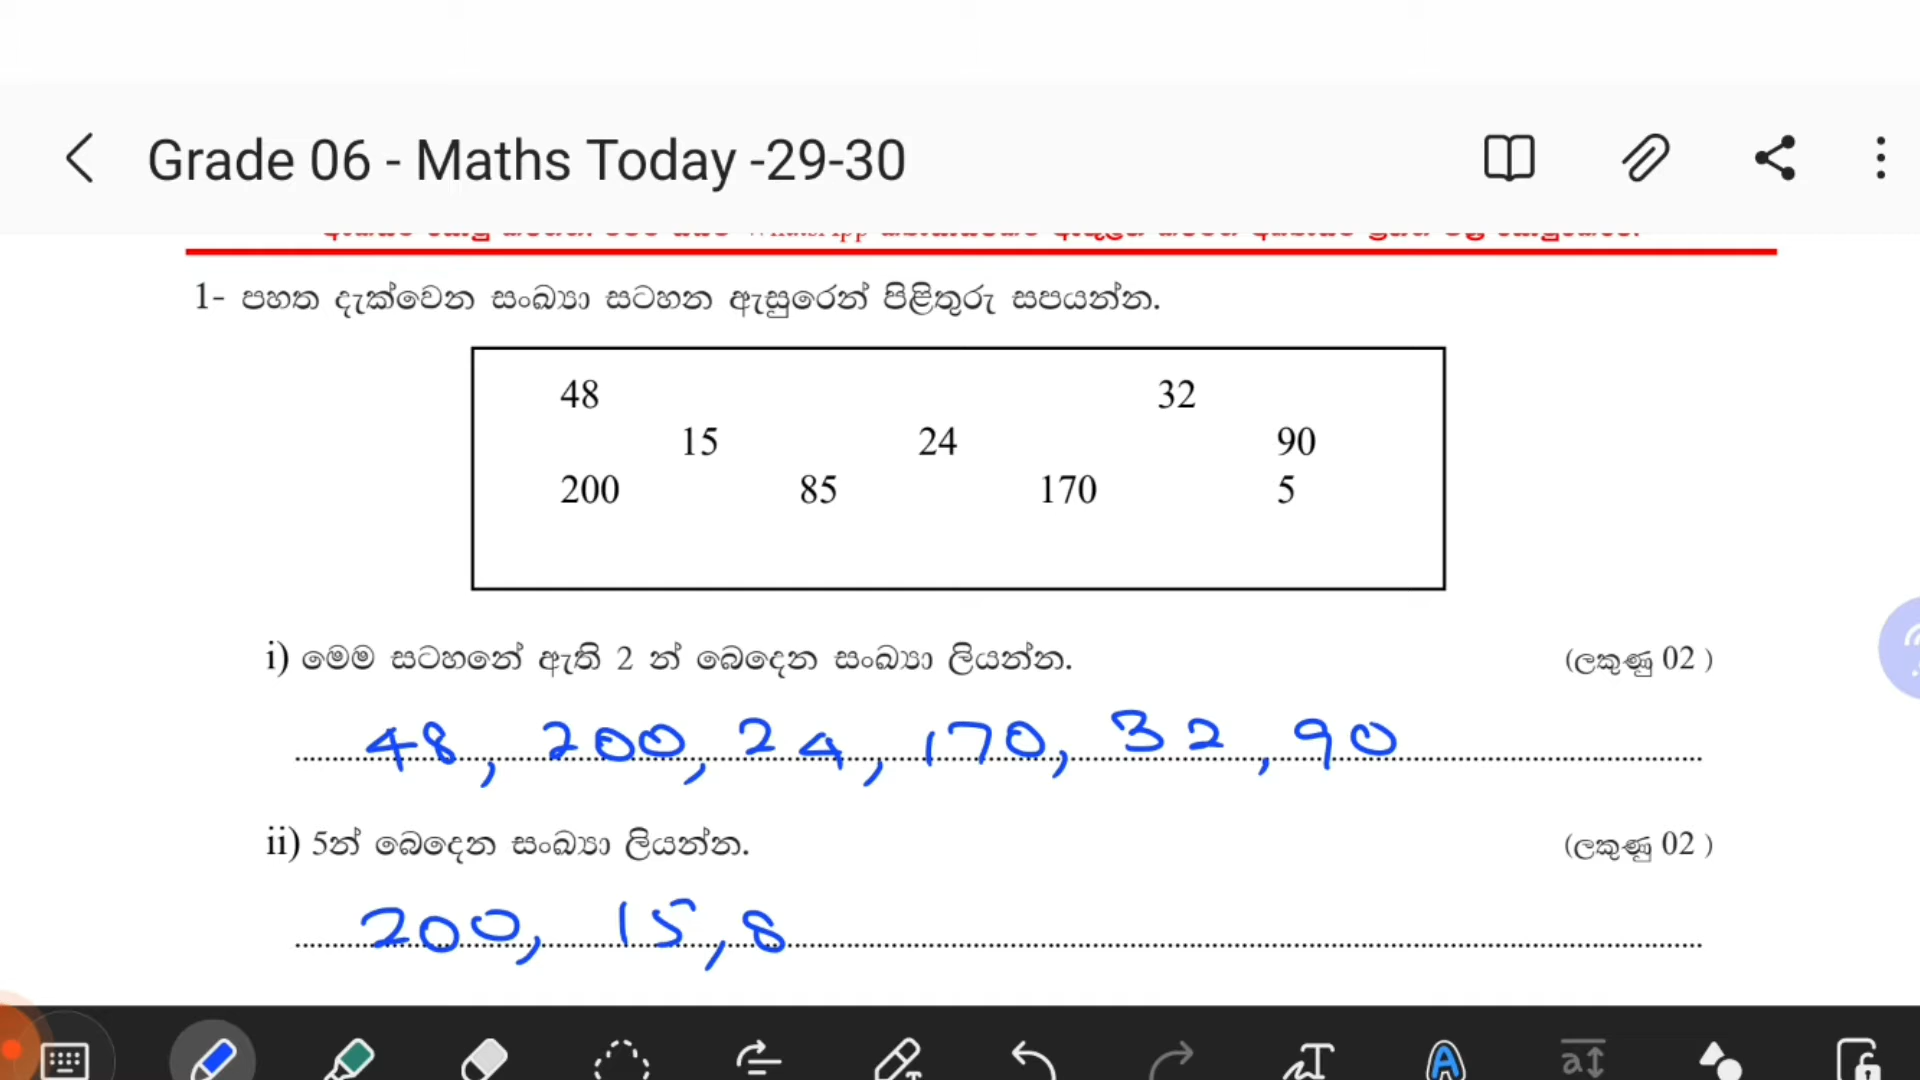 Grade 06 - Maths Today -29-30
1- පහත දැක්වෙන සංඛ්‍යා සටහන ඇසුරෙන් පිළිතුරු සපයන්න.
48 32
15 24 90
200 85 170 5
i) මෙම සටහනේ ඇති 2 න් බෙදෙන සංඛ්‍යා ලියන්න. (ලකුණු 02 )
48, 200, 24, 170, 32, 90
ii) 5න් බෙදෙන සංඛ්‍යා ලියන්න. (ලකුණු 02 )
200, 15, 8